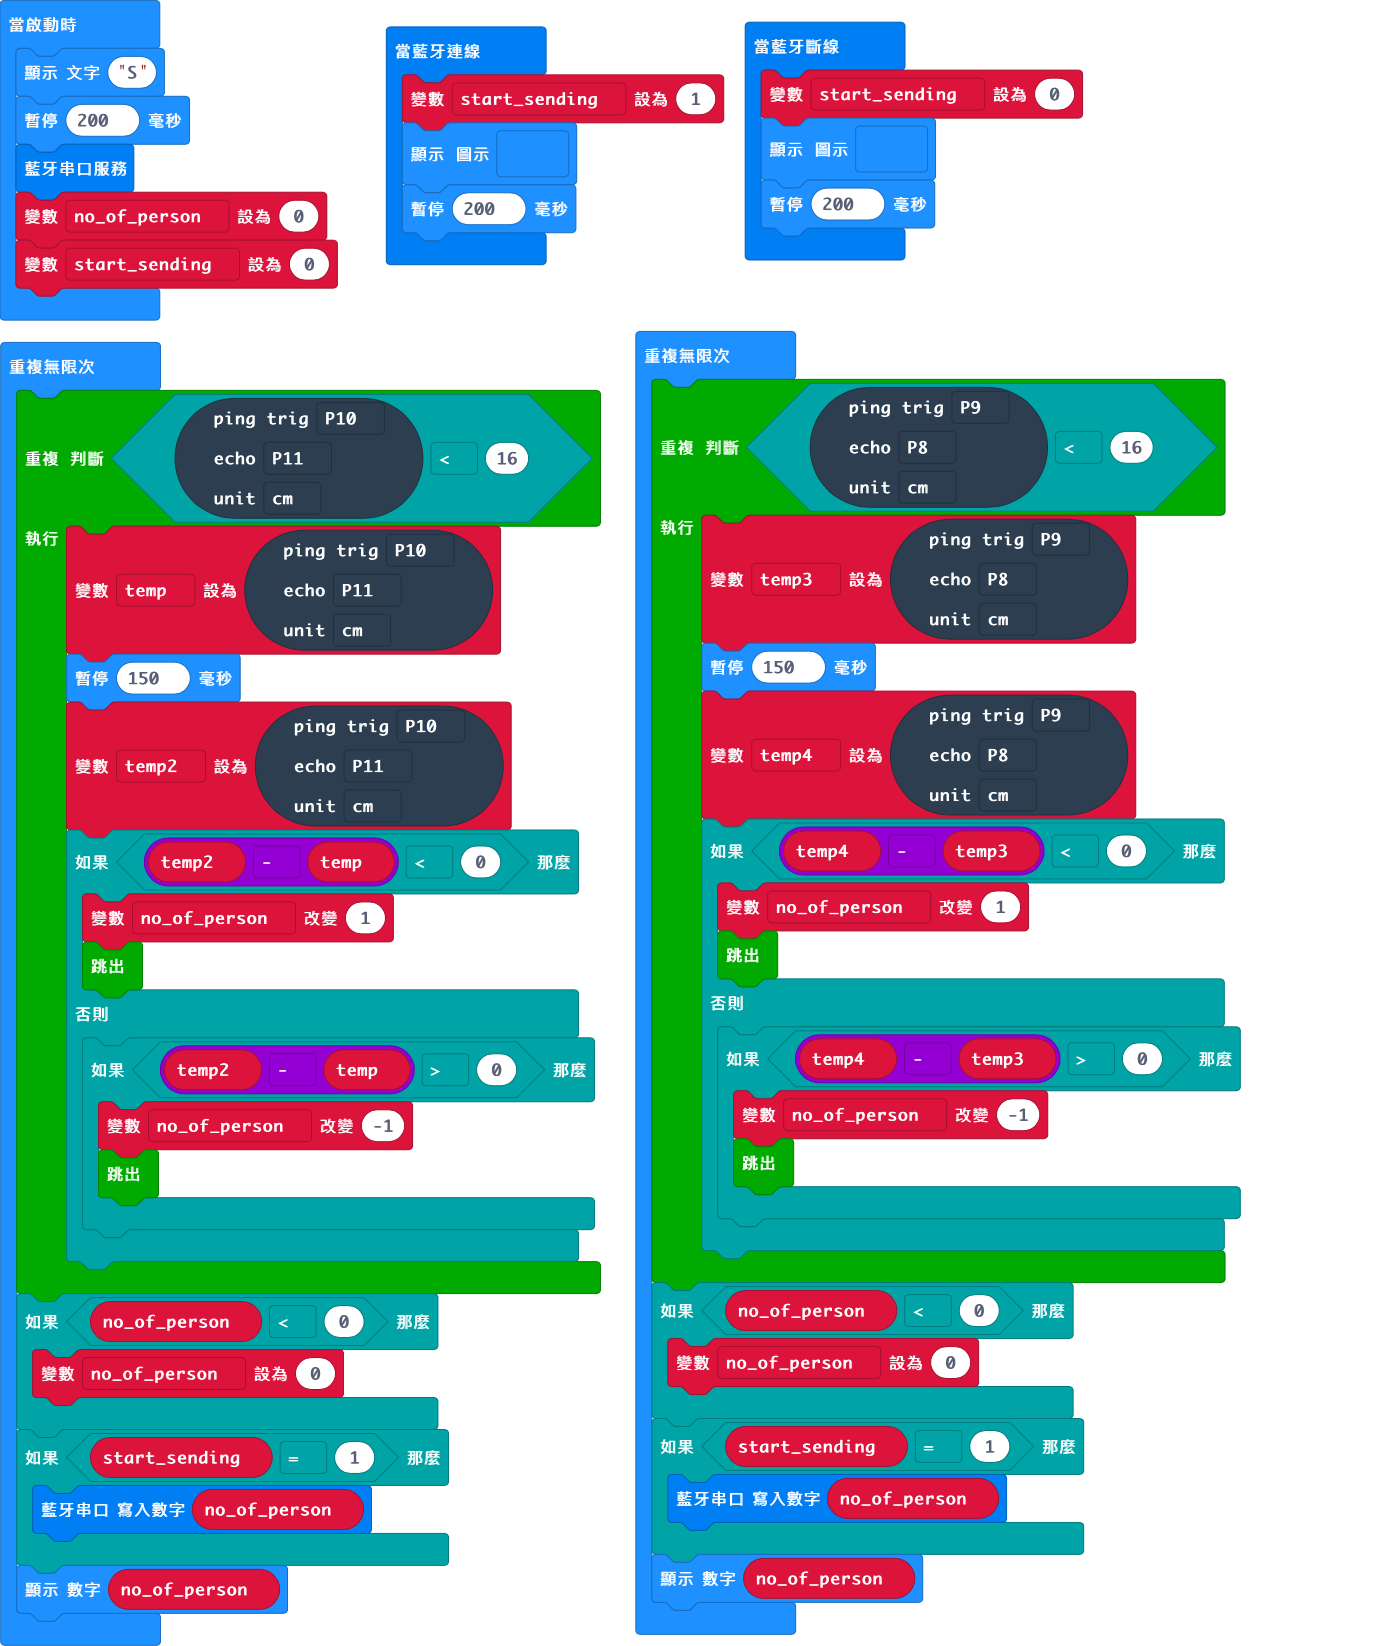 當啟動時
顯示 文字 "S"
暫停 200 毫秒
藍牙串口服務
變數 no_of_person 設為 0
變數 start_sending 設為 0
當藍牙連線
變數 start_sending 設為 1
顯示 圖示
暫停 200 毫秒
當藍牙斷線
變數 start_sending 設為 0
顯示 圖示
暫停 200 毫秒
重複無限次
ping trig P10
重複 判斷 echo P11 < 16
unit cm
執行
ping trig P10
變數 temp 設為 echo P11
unit cm
暫停 150 毫秒
ping trig P10
變數 temp2 設為 echo P11
unit cm
如果 temp2 - temp < 0 那麼
變數 no_of_person 改變 1
跳出
否則
如果 temp2 - temp > 0 那麼
變數 no_of_person 改變 -1
跳出
如果 no_of_person < 0 那麼
變數 no_of_person 設為 0
如果 start_sending = 1 那麼
藍牙串口 寫入數字 no_of_person
顯示 數字 no_of_person
重複無限次
ping trig P9
重複 判斷 echo P8 < 16
unit cm
執行
ping trig P9
變數 temp3 設為 echo P8
unit cm
暫停 150 毫秒
ping trig P9
變數 temp4 設為 echo P8
unit cm
如果 temp4 - temp3 < 0 那麼
變數 no_of_person 改變 1
跳出
否則
如果 temp4 - temp3 > 0 那麼
變數 no_of_person 改變 -1
跳出
如果 no_of_person < 0 那麼
變數 no_of_person 設為 0
如果 start_sending = 1 那麼
藍牙串口 寫入數字 no_of_person
顯示 數字 no_of_person